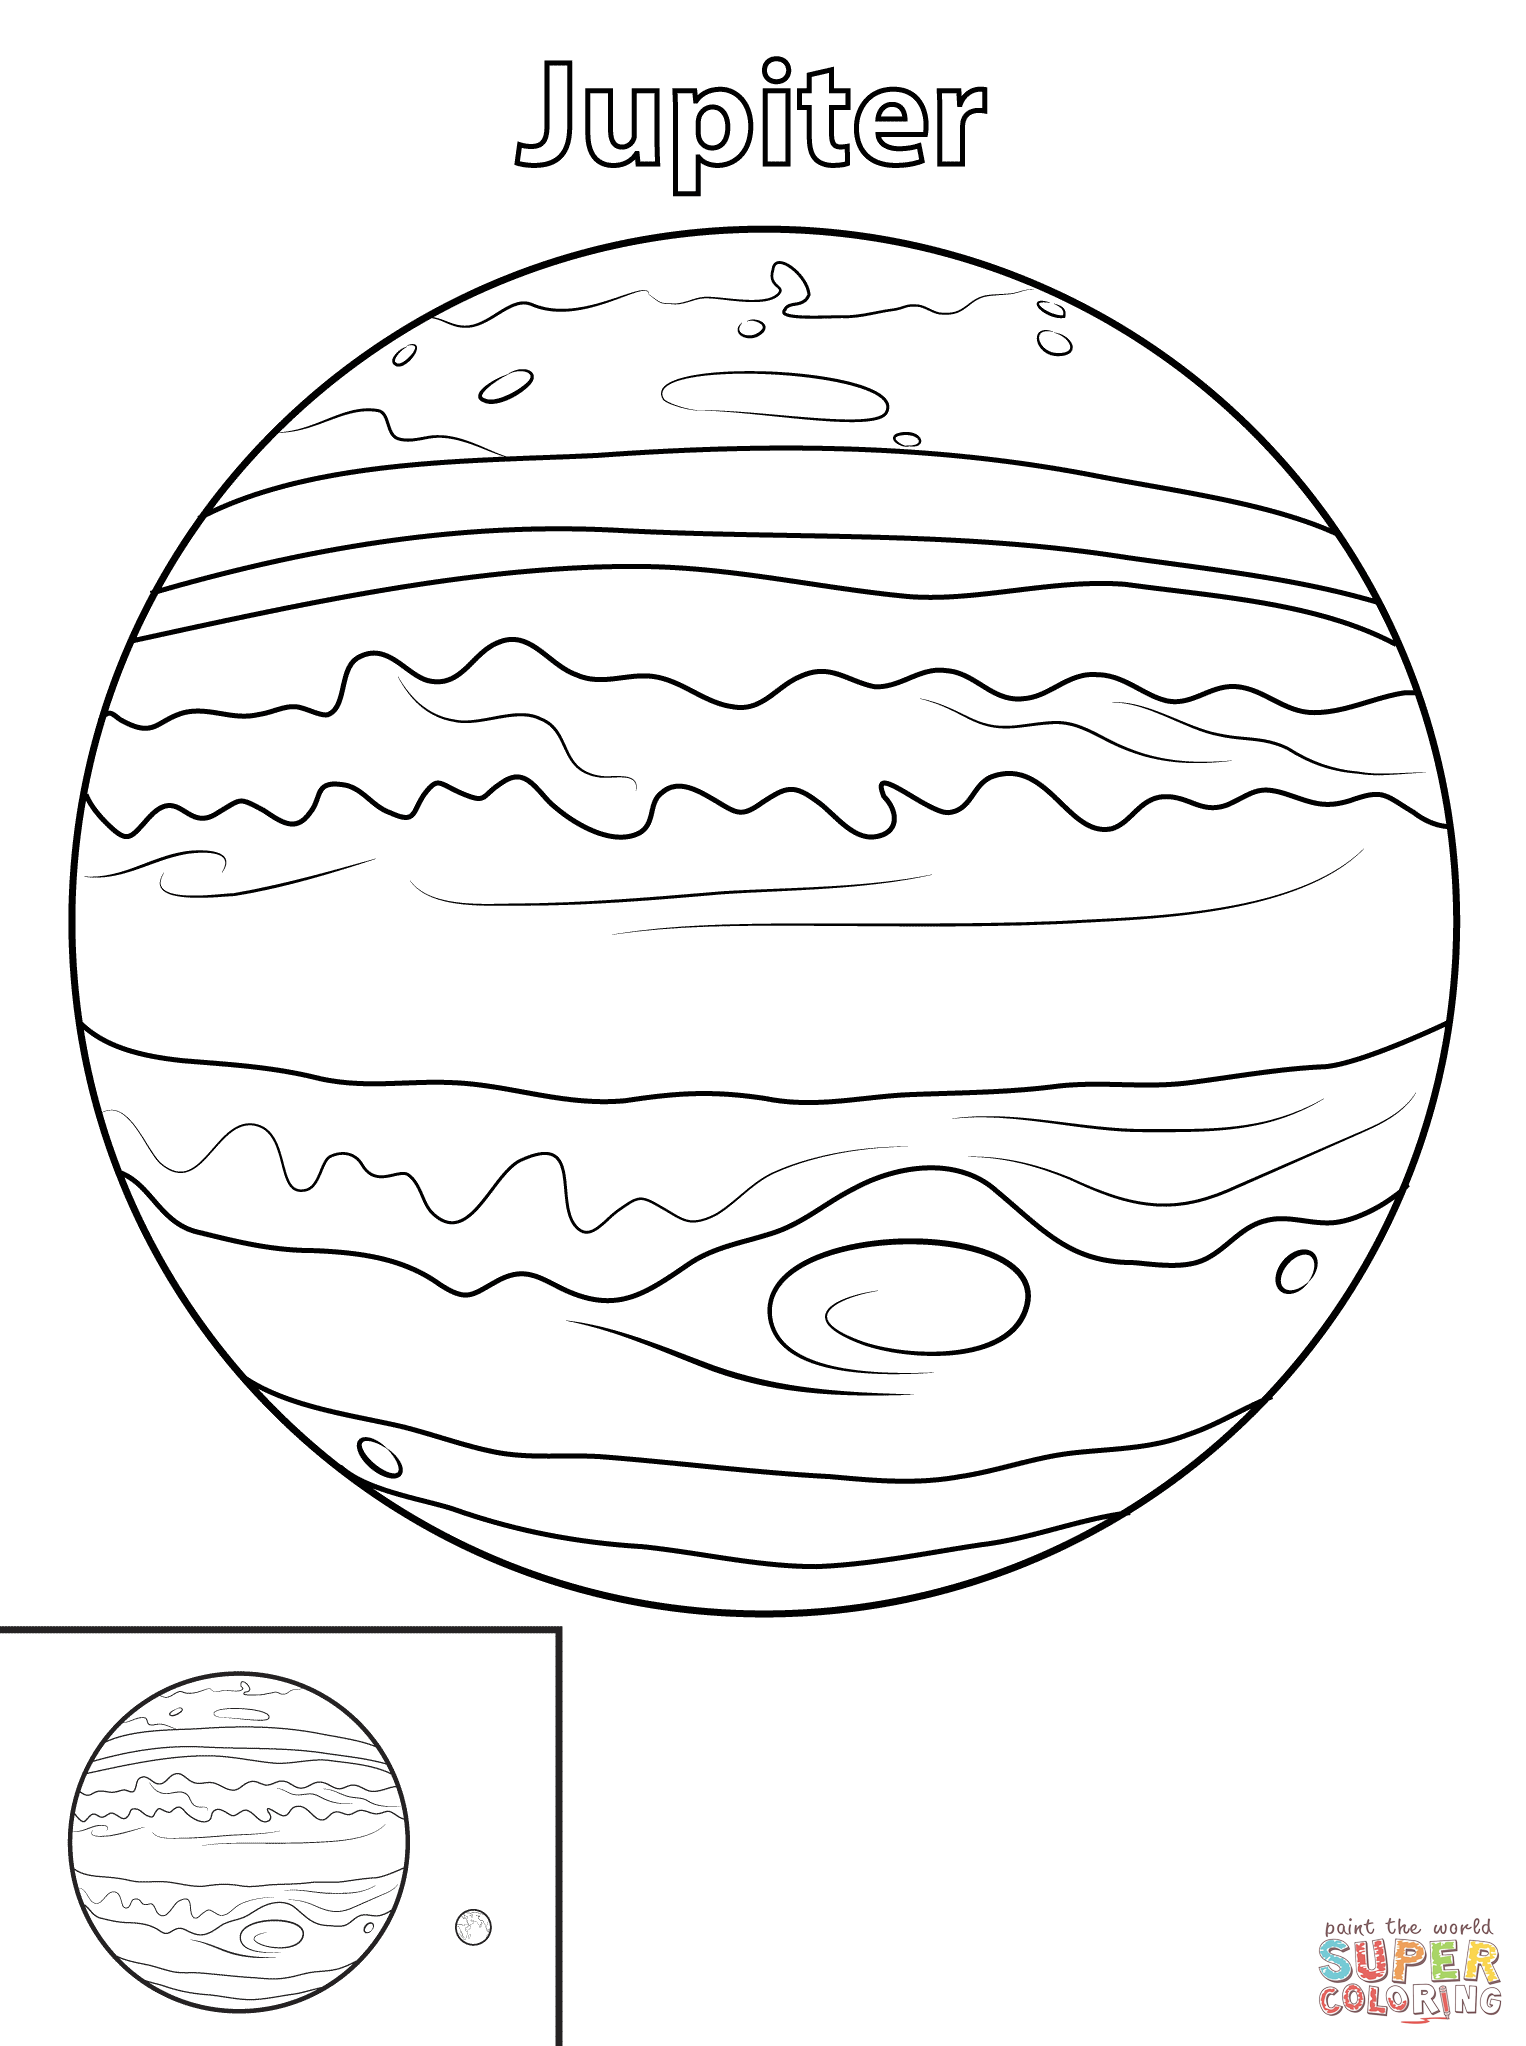 Jupiter
paint the world
SUPER
COLORING